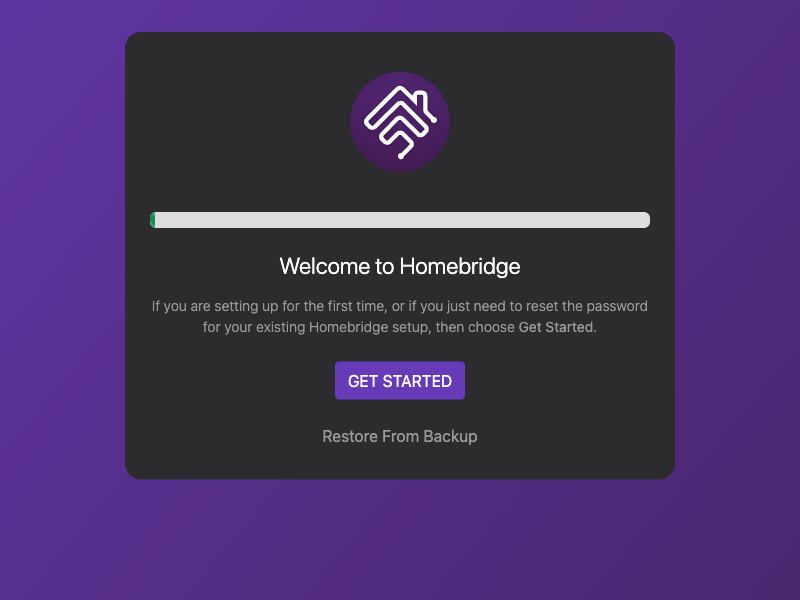 Welcome to Homebridge
If you are setting up for the first time, or if you just need to reset the password
for your existing Homebridge setup, then choose Get Started.
GET STARTED
Restore From Backup